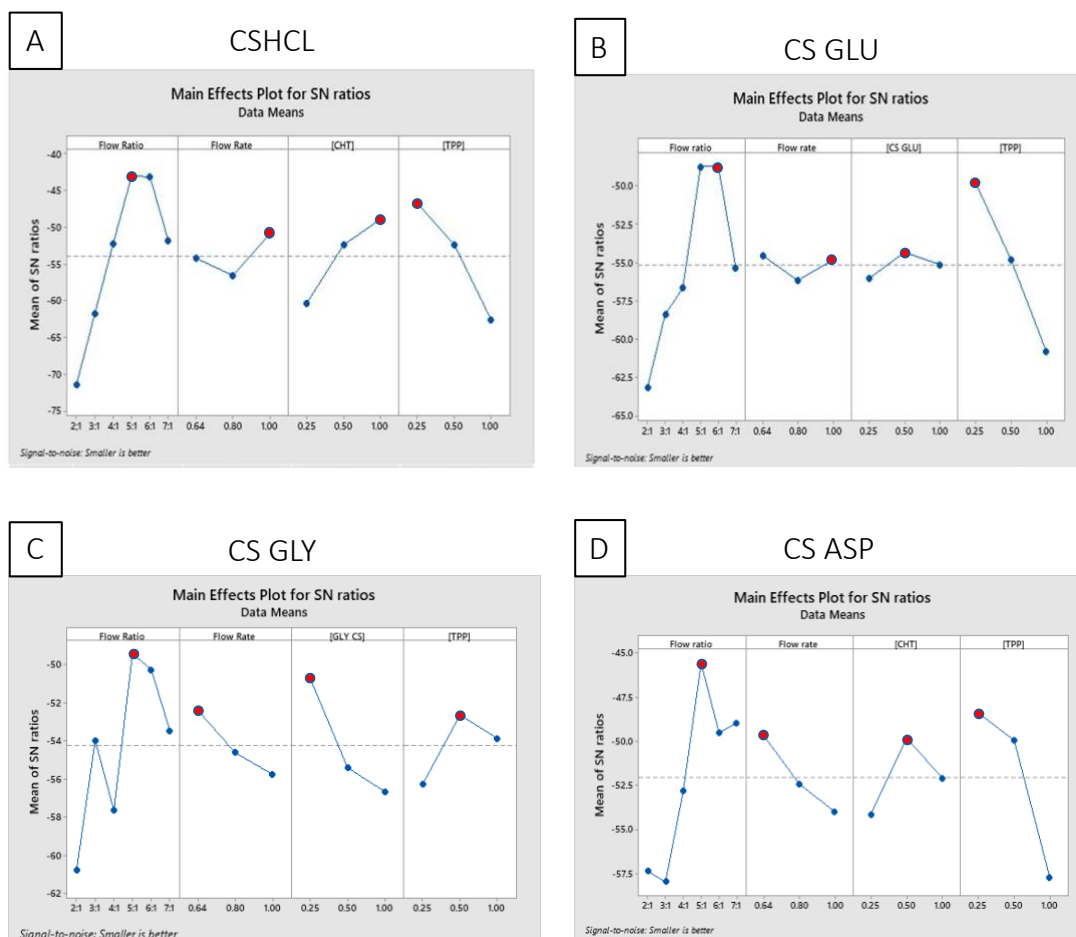 A
CSHCL
Main Effects Plot for SN ratios
Data Means
Flow Ratio Flow Rate [CHT] [TPP]
Mean of SN ratios
-40
-45
-50
-55
-60
-65
-70
-75
2:1 3:1 4:1 5:1 6:1 7:1 0.64 0.80 1.00 0.25 0.50 1.00 0.25 0.50 1.00
Signal-to-noise: Smaller is better
B
CS GLU
Main Effects Plot for SN ratios
Data Means
Flow ratio Flow rate [CS GLU] [TPP]
Mean of SN ratios
-50.0
-52.5
-55.0
-57.5
-60.0
-62.5
-65.0
2:1 3:1 4:1 5:1 6:1 7:1 0.64 0.80 1.00 0.25 0.50 1.00 0.25 0.50 1.00
Signal-to-noise: Smaller is better
C
CS GLY
Main Effects Plot for SN ratios
Data Means
Flow Ratio Flow Rate [GLY CS] [TPP]
Mean of SN ratios
-50
-52
-54
-56
-58
-60
-62
2:1 3:1 4:1 5:1 6:1 7:1 0.64 0.80 1.00 0.25 0.50 1.00 0.25 0.50 1.00
Signal-to-noise: Smaller is better
D
CS ASP
Main Effects Plot for SN ratios
Data Means
Flow ratio Flow rate [CHT] [TPP]
Mean of SN ratios
-45.0
-47.5
-50.0
-52.5
-55.0
-57.5
2:1 3:1 4:1 5:1 6:1 7:1 0.64 0.80 1.00 0.25 0.50 1.00 0.25 0.50 1.00
Signal-to-noise: Smaller is better